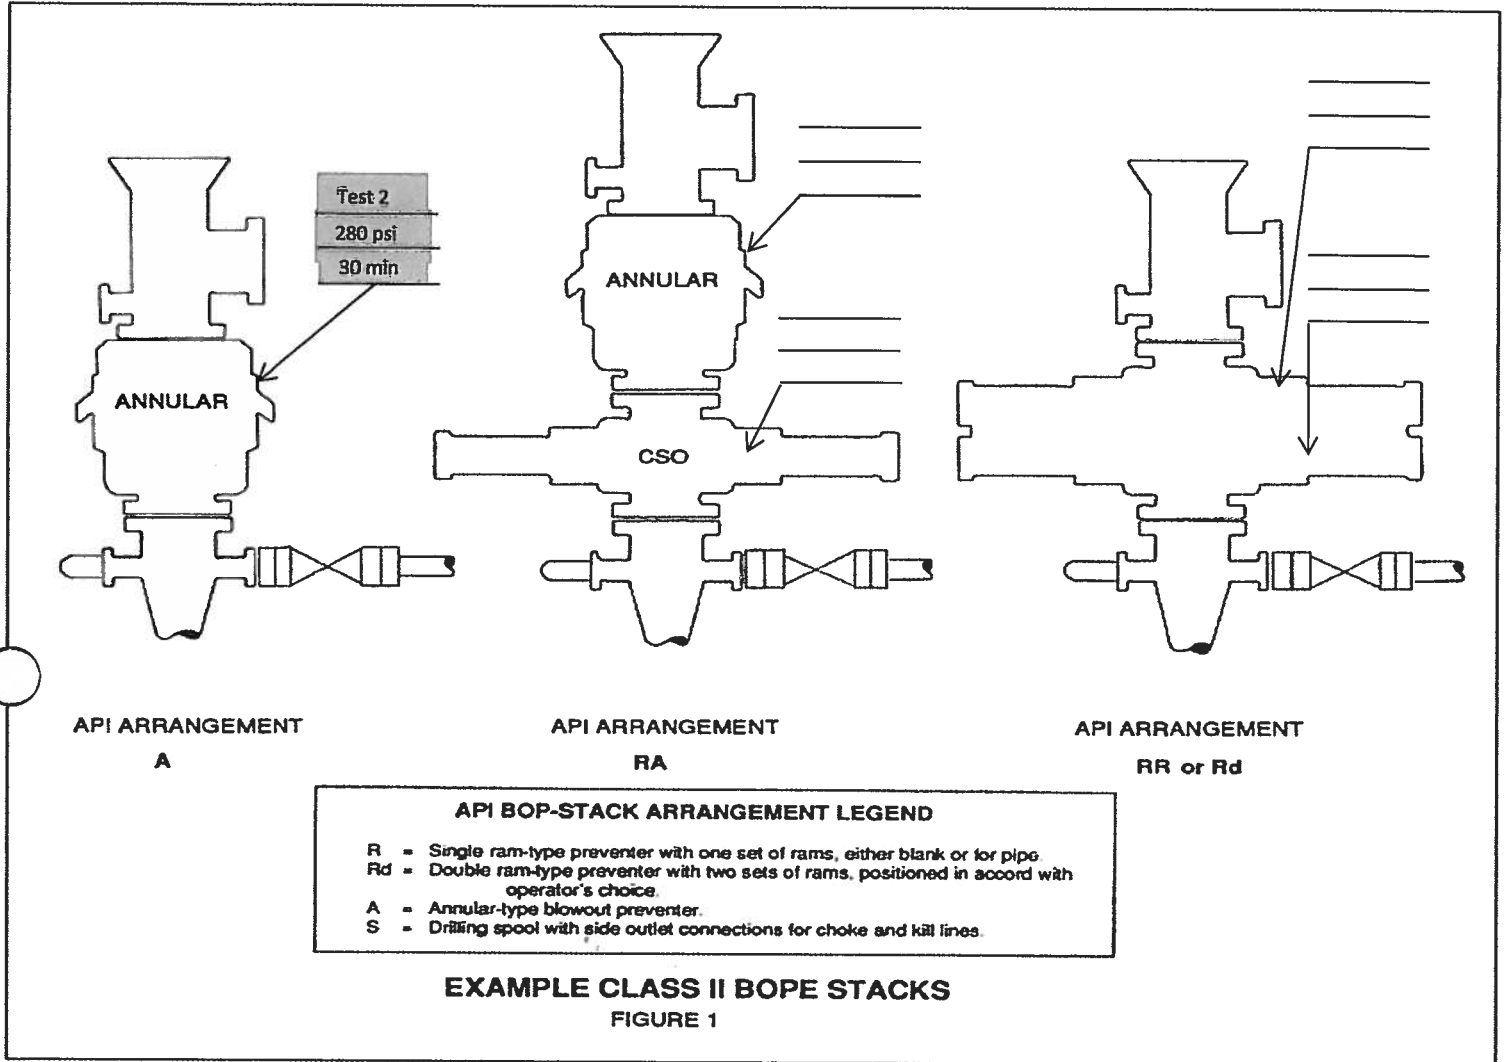 Test 2
280 psi
30 min
ANNULAR
ANNULAR
CSO
API ARRANGEMENT
A
API ARRANGEMENT
RA
API ARRANGEMENT
RR or Rd
API BOP-STACK ARRANGEMENT LEGEND
R = Single ram-type preventer with one set of rams, either blank or for pipe.
Rd = Double ram-type preventer with two sets of rams, positioned in accord with
operator's choice.
A = Annular-type blowout preventer.
S = Drilling spool with side outlet connections for choke and kill lines.
EXAMPLE CLASS II BOPE STACKS
FIGURE 1